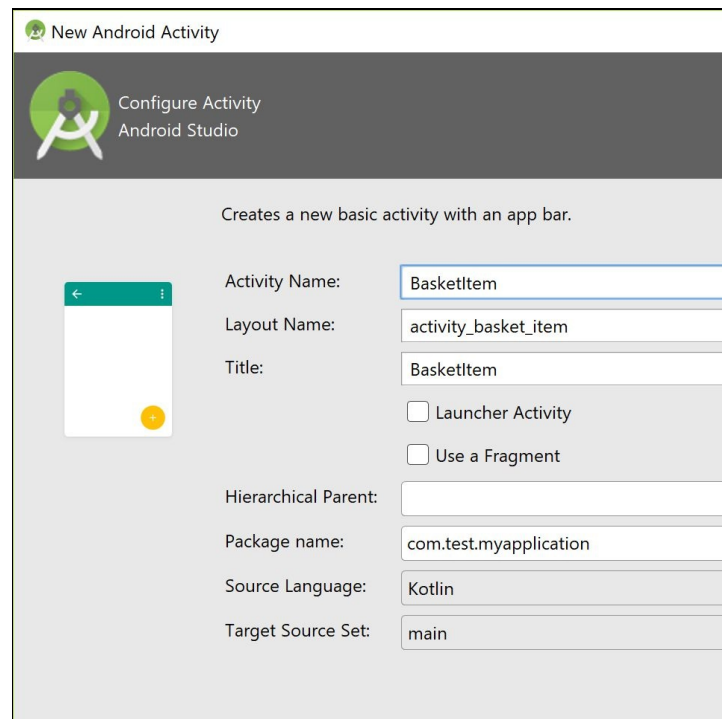 New Android Activity
Configure Activity
Android Studio
Creates a new basic activity with an app bar.
Activity Name: BasketItem
Layout Name: activity_basket_item
Title: BasketItem
Launcher Activity
Use a Fragment
Hierarchical Parent:
Package name: com.test.myapplication
Source Language: Kotlin
Target Source Set: main